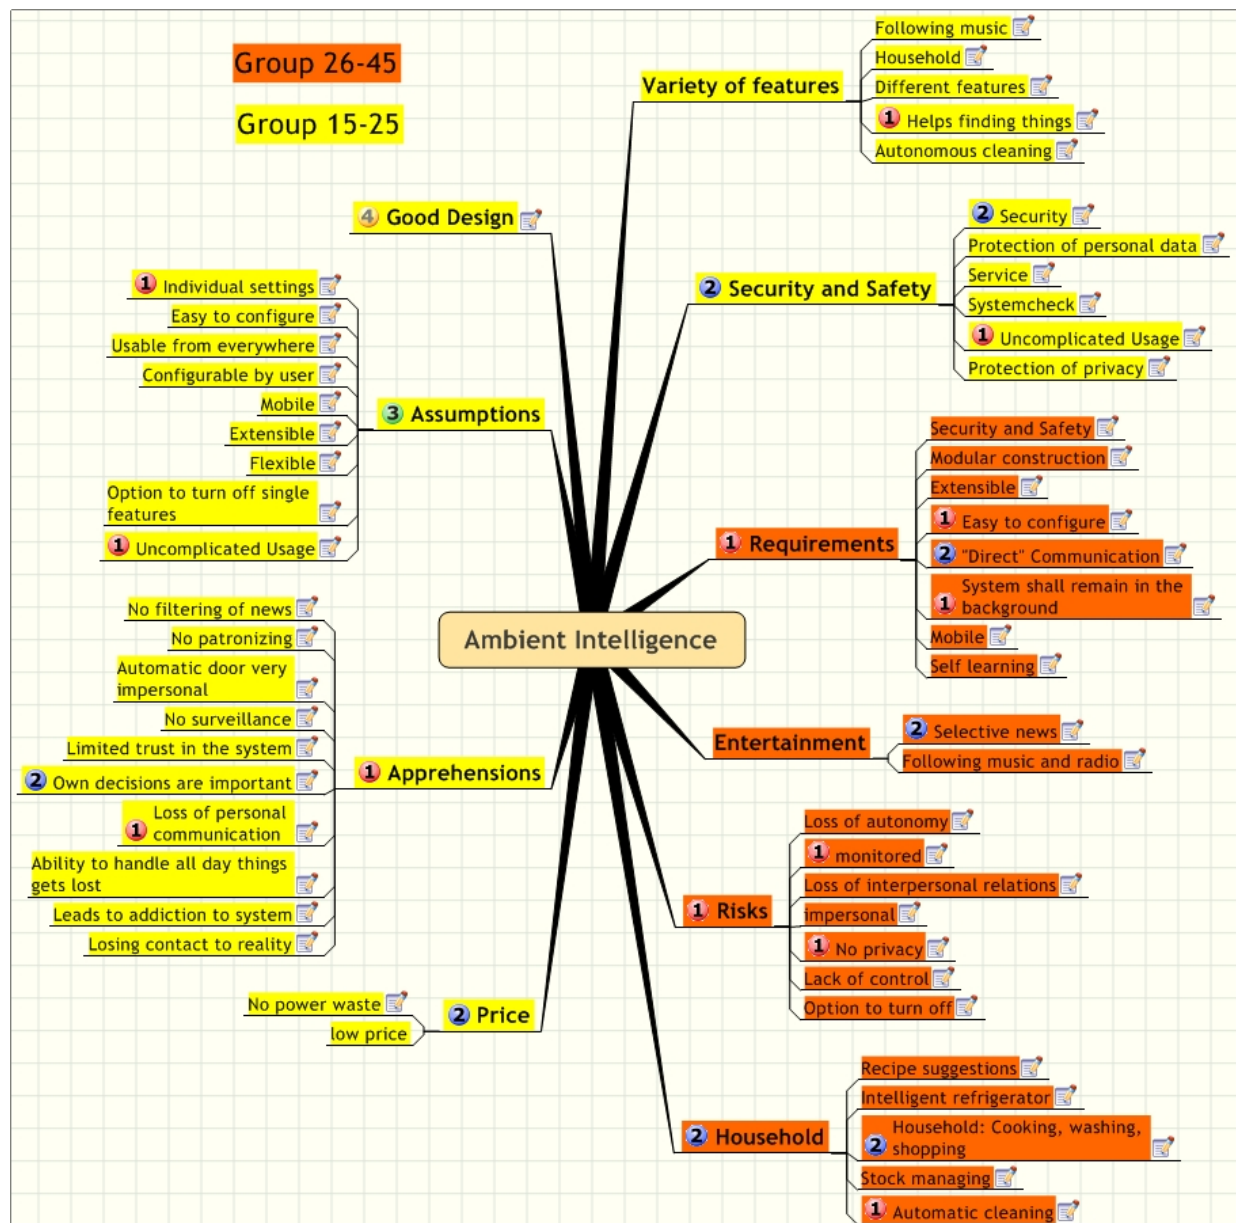 Group 26-45
Group 15-25
Ambient Intelligence
Variety of features
Following music
Household
Different features
1 Helps finding things
Autonomous cleaning
2 Security and Safety
2 Security
Protection of personal data
Service
Systemcheck
1 Uncomplicated Usage
Protection of privacy
1 Requirements
Security and Safety
Modular construction
Extensible
1 Easy to configure
2 "Direct" Communication
1 System shall remain in the
background
Mobile
Self learning
Entertainment
2 Selective news
Following music and radio
1 Risks
Loss of autonomy
1 monitored
Loss of interpersonal relations
impersonal
1 No privacy
Lack of control
Option to turn off
2 Household
Recipe suggestions
Intelligent refrigerator
2 Household: Cooking, washing,
shopping
Stock managing
1 Automatic cleaning
4 Good Design
3 Assumptions
1 Individual settings
Easy to configure
Usable from everywhere
Configurable by user
Mobile
Extensible
Flexible
Option to turn off single
features
1 Uncomplicated Usage
1 Apprehensions
No filtering of news
No patronizing
Automatic door very
impersonal
No surveillance
Limited trust in the system
2 Own decisions are important
1 Loss of personal
communication
Ability to handle all day things
gets lost
Leads to addiction to system
Losing contact to reality
2 Price
No power waste
low price